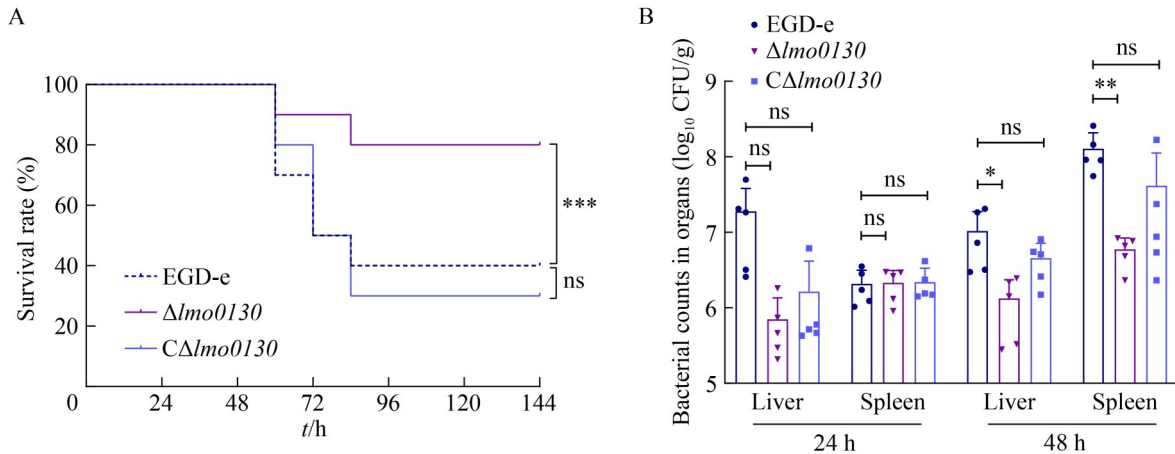 A
Survival rate (%)
100
80
60
40
20
0
24
48
72
96
120
144
t/h
EGD-e
Δlmo0130
CΔlmo0130
***
ns
B
EGD-e
Δlmo0130
CΔlmo0130
Bacterial counts in organs (log₁₀ CFU/g)
9
8
7
6
5
ns
ns
ns
ns
ns
*
ns
**
Liver
Spleen
Liver
Spleen
24 h
48 h